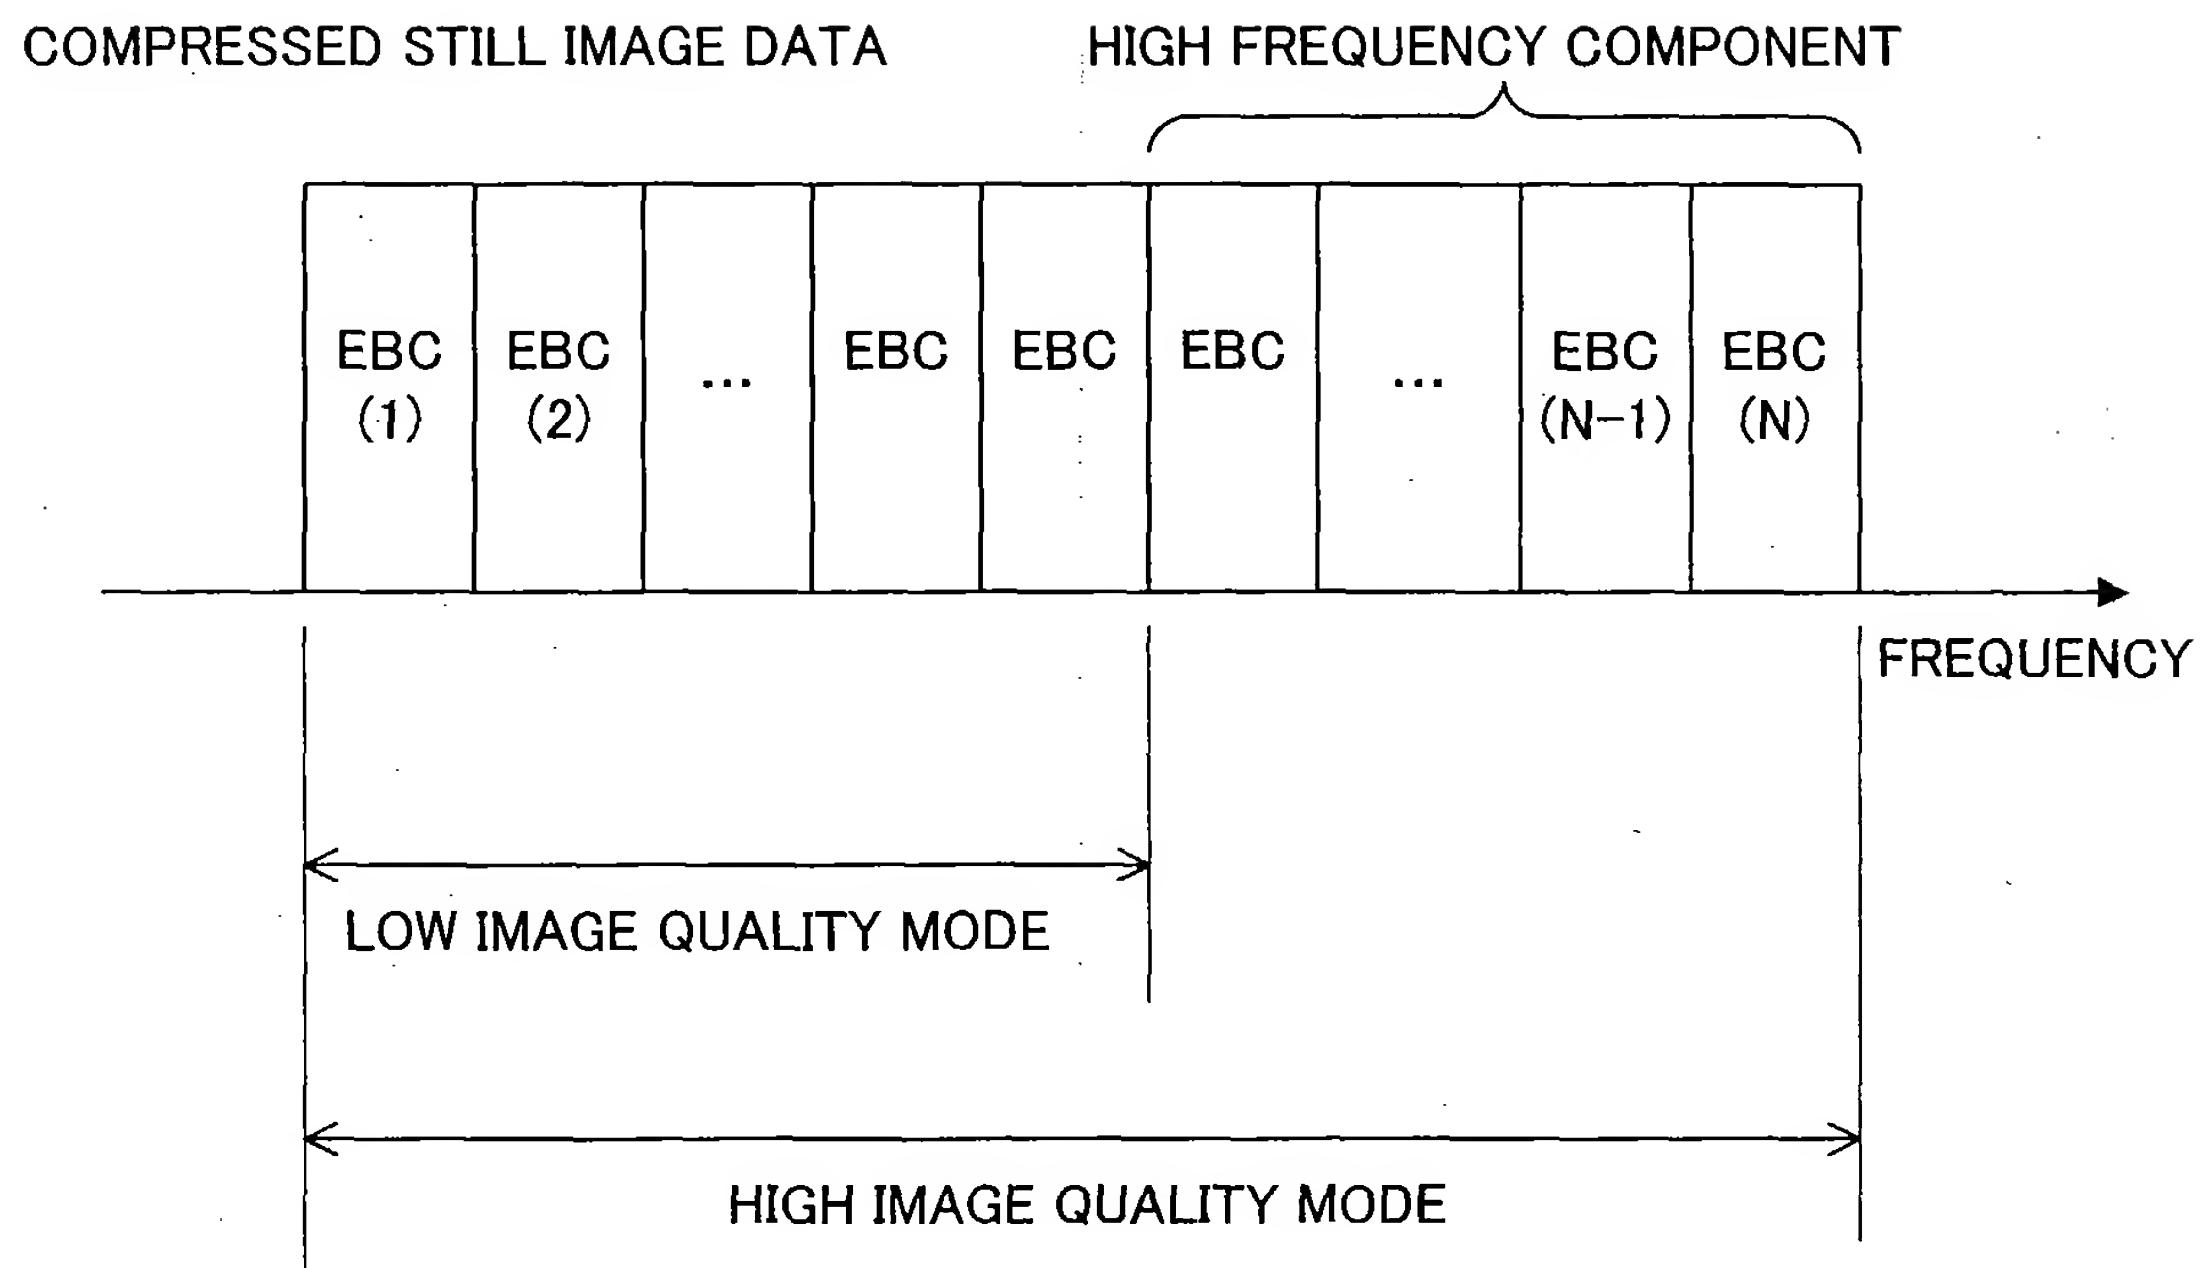 COMPRESSED STILL IMAGE DATA
HIGH FREQUENCY COMPONENT
EBC (1)
EBC (2)
...
EBC
EBC
EBC
...
EBC (N-1)
EBC (N)
FREQUENCY
LOW IMAGE QUALITY MODE
HIGH IMAGE QUALITY MODE